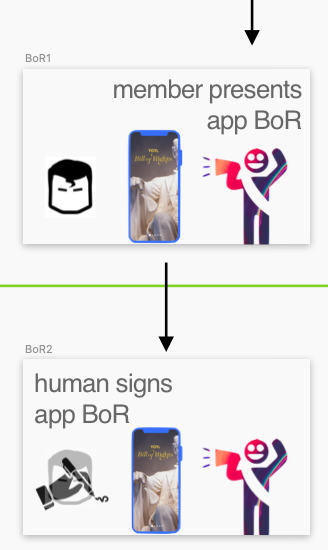 BoR1
member presents
app BoR
Bill of Rights
BoR2
human signs
app BoR
Bill of Rights